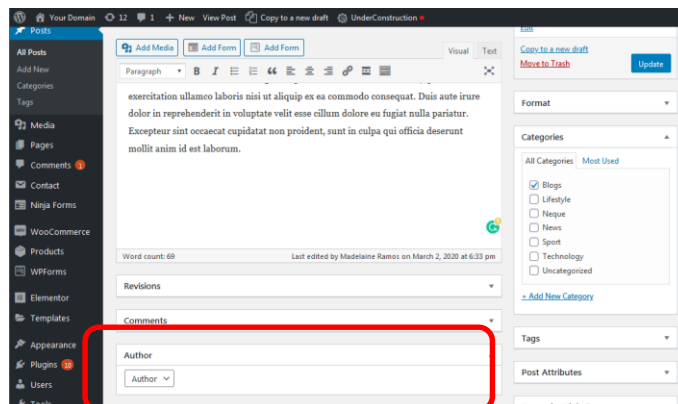 Your Domain 12 1 + New View Post Copy to a new draft UnderConstruction
Posts
All Posts
Add New
Categories
Tags
Media
Pages
Comments 1
Contact
Ninja Forms
WooCommerce
Products
WPForms
Elementor
Templates
Appearance
Plugins 10
Users
Tools
Add Media Add Form Add Form
Visual Text
Paragraph B I
exercitation ullamco laboris nisi ut aliquip ex ea commodo consequat. Duis aute irure
dolor in reprehenderit in voluptate velit esse cillum dolore eu fugiat nulla pariatur.
Excepteur sint occaecat cupidatat non proident, sunt in culpa qui officia deserunt
mollit anim id est laborum.
Word count: 69 Last edited by Madelaine Ramos on March 2, 2020 at 6:33 pm
Revisions
Comments
Author
Author
Edit
Copy to a new draft
Move to Trash Update
Format
Categories
All Categories Most Used
Blogs
Lifestyle
Neque
News
Sport
Technology
Uncategorized
+ Add New Category
Tags
Post Attributes